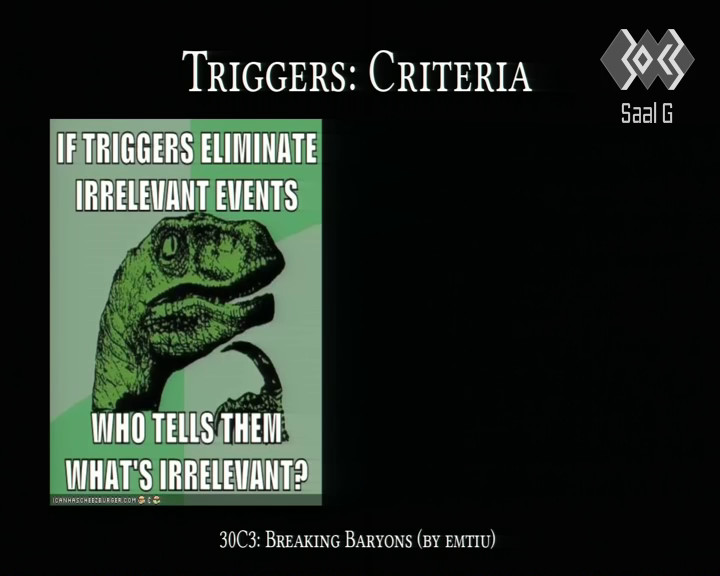 Triggers: Criteria
30C3
Saal G
IF TRIGGERS ELIMINATE
IRRELEVANT EVENTS
WHO TELLS THEM
WHAT'S IRRELEVANT?
ICANHASCHEEZBURGER.COM
30C3: Breaking Baryons (by emtiu)